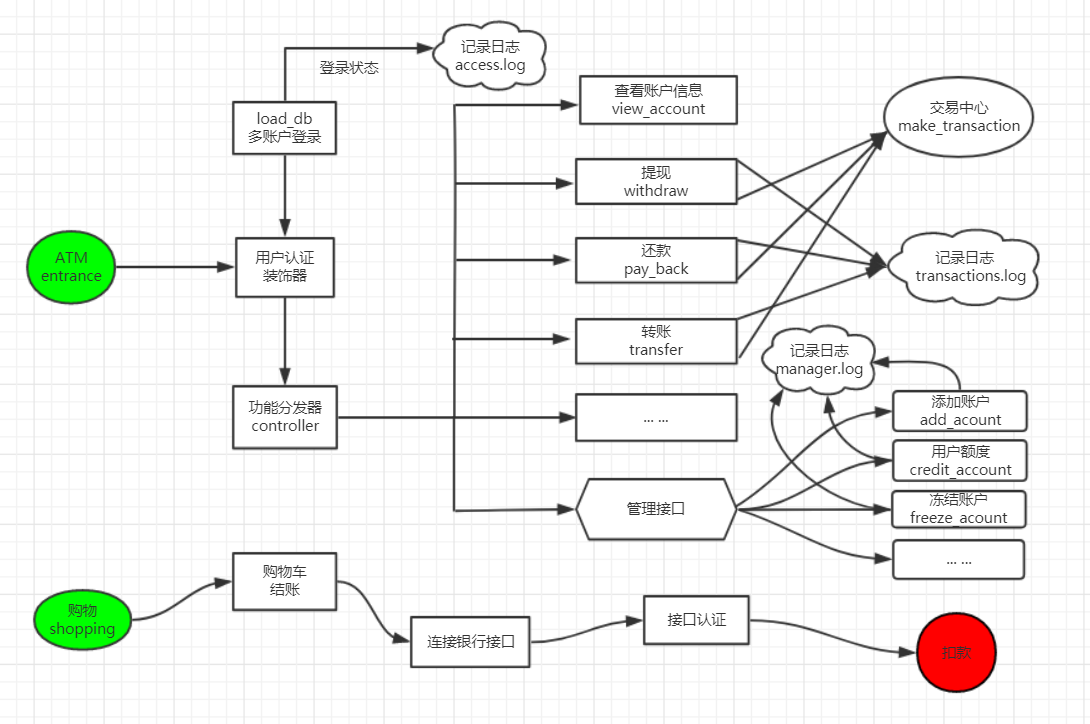 记录日志
access.log
登录状态
load_db
多账户登录
查看账户信息
view_account
交易中心
make_transaction
提现
withdraw
ATM
entrance
用户认证
装饰器
还款
pay_back
记录日志
transactions.log
转账
transfer
记录日志
manager.log
功能分发器
controller
... ...
添加账户
add_acount
用户额度
credit_account
管理接口
冻结账户
freeze_acount
... ...
购物车
结账
购物
shopping
连接银行接口
接口认证
扣款